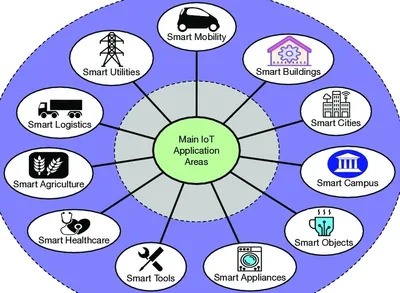 Smart Mobility
Smart Utilities
Smart Buildings
Smart Logistics
Smart Cities
Main IoT
Application
Areas
Smart Agriculture
Smart Campus
Smart Healthcare
Smart Objects
Smart Tools
Smart Appliances